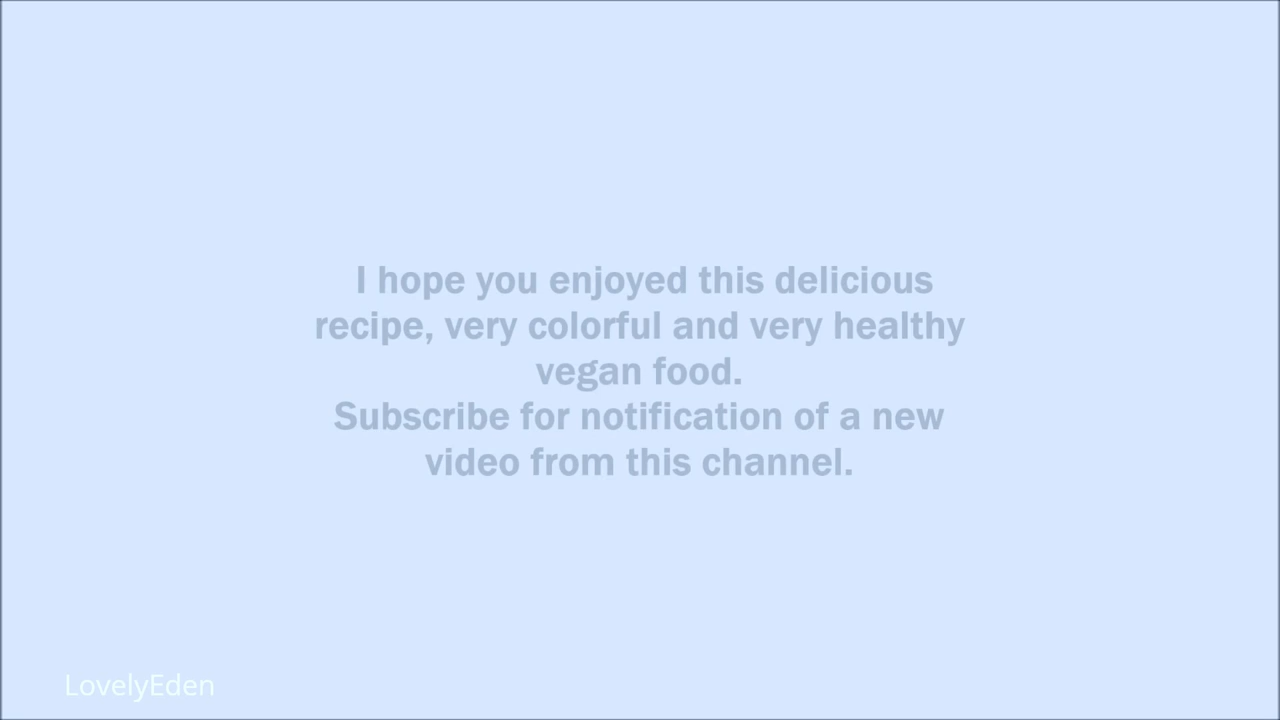 I hope you enjoyed this delicious
recipe, very colorful and very healthy
vegan food.
Subscribe for notification of a new
video from this channel.
LovelyEden